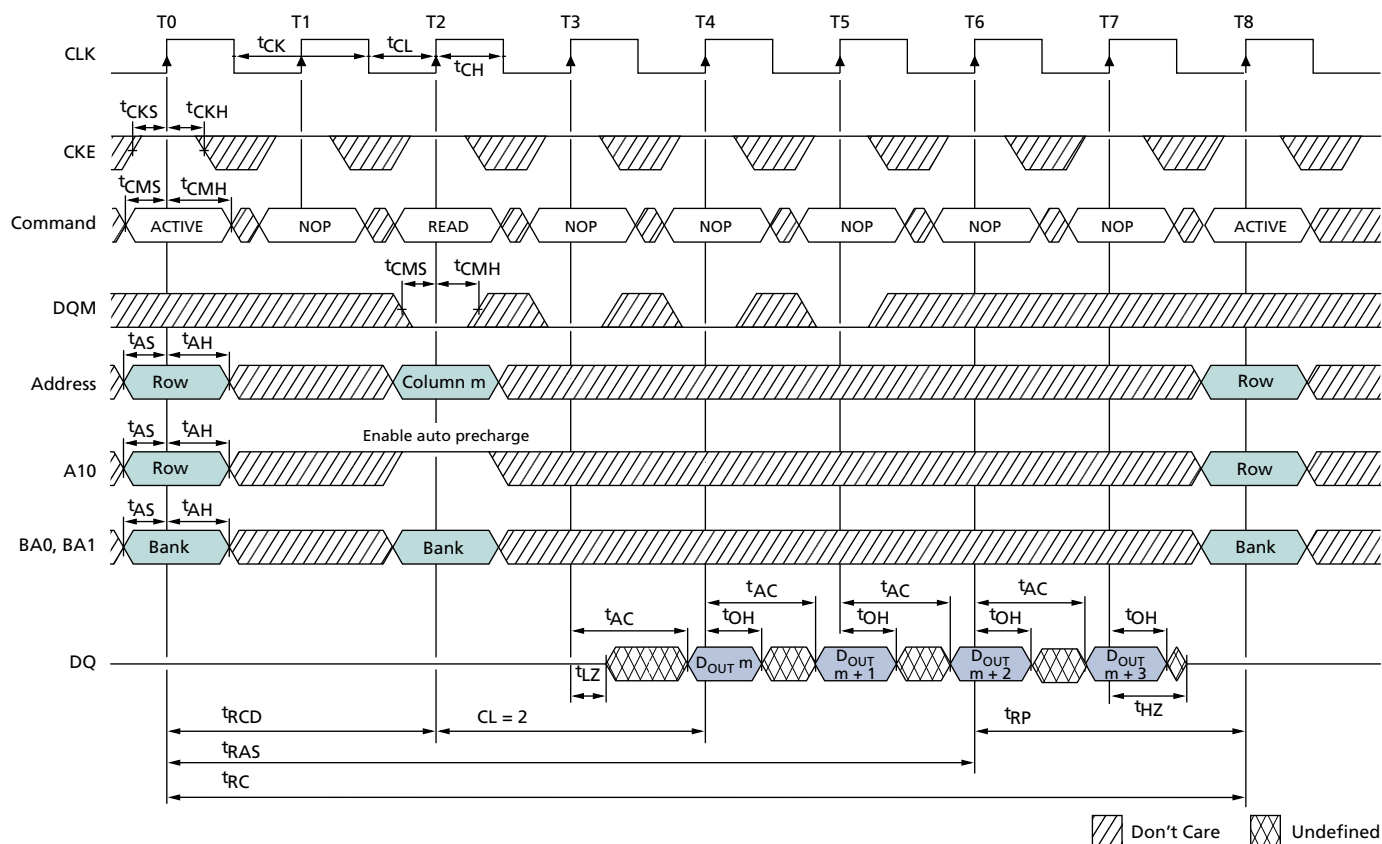 T0 T1 T2 T3 T4 T5 T6 T7 T8
CLK
tCK tCL tCH
tCKS tCKH
CKE
tCMS tCMH
Command ACTIVE NOP READ NOP NOP NOP NOP NOP ACTIVE
tCMS tCMH
DQM
tAS tAH
Address Row Column m Row
tAS tAH Enable auto precharge
A10 Row Row
tAS tAH
BA0, BA1 Bank Bank Bank
tAC tAC tAC
tAC tOH tOH tOH tOH
DQ DOUT m DOUT m + 1 DOUT m + 2 DOUT m + 3
tLZ tHZ
tRCD CL = 2 tRP
tRAS
tRC
Don't Care Undefined